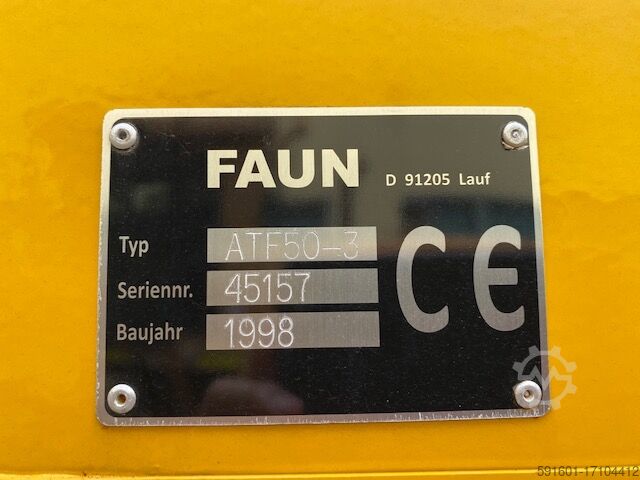 FAUN D 91205 Lauf
Typ ATF50-3
Seriennr. 45157
Baujahr 1998
CE
591601-17104412